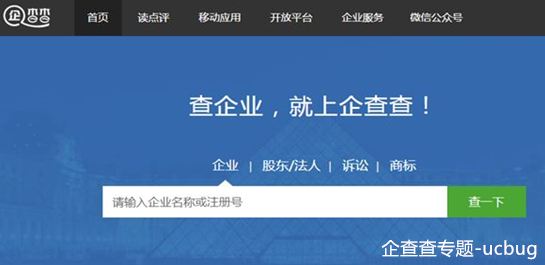 企查查
首页 读点评 移动应用 开放平台 企业服务 微信公众号
查企业，就上企查查！
企业 | 股东/法人 | 诉讼 | 商标
请输入企业名称或注册号 查一下
企查查专题-ucbug